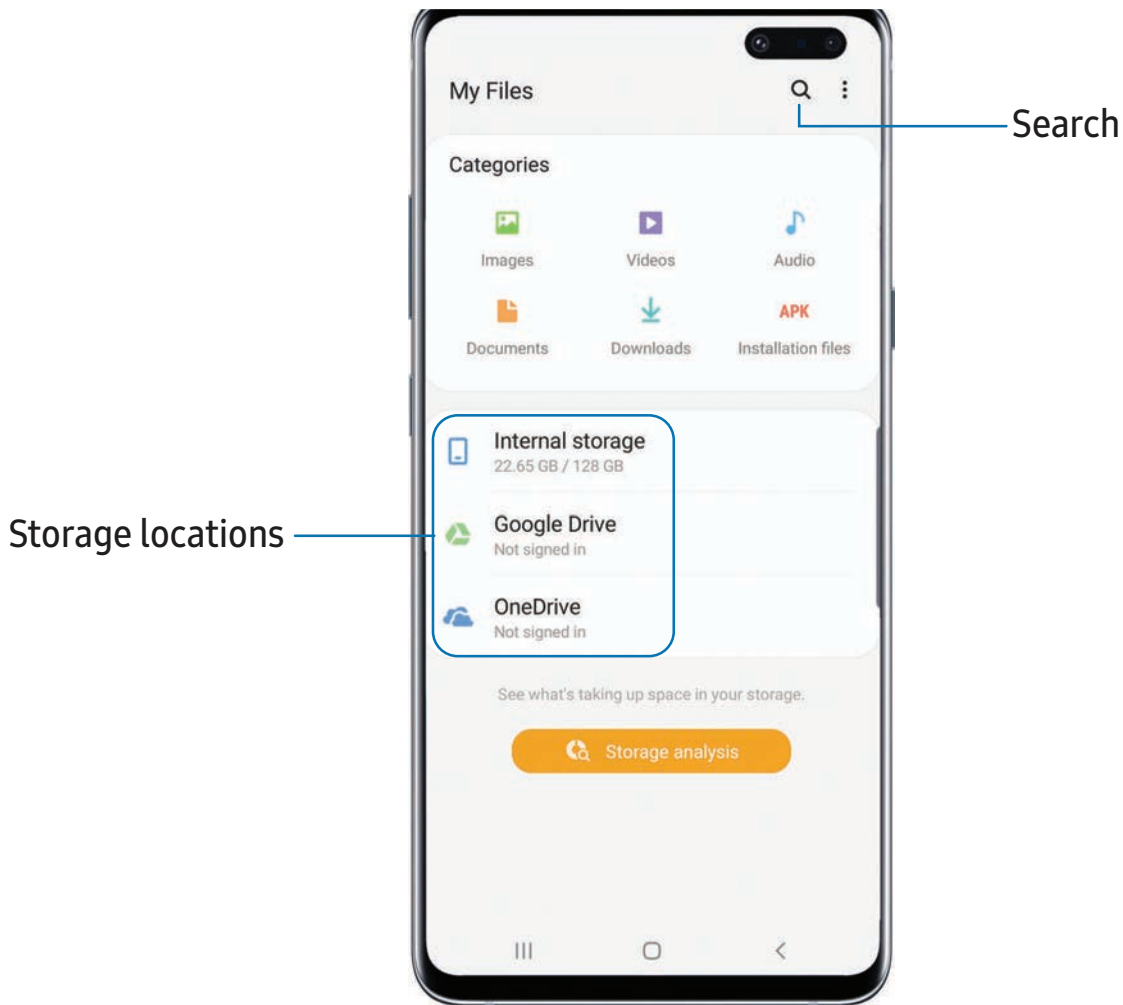 My Files
Search
Categories
Images Videos Audio
APK
Documents Downloads Installation files
Storage locations
Internal storage
22.65 GB / 128 GB
Google Drive
Not signed in
OneDrive
Not signed in
See what's taking up space in your storage.
Storage analysis